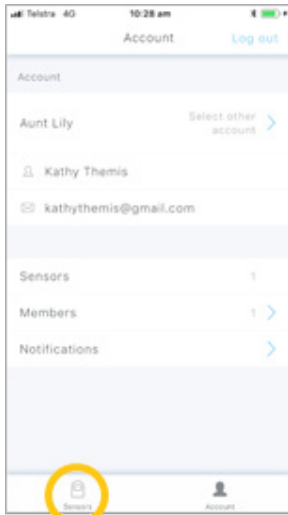 Telstra 4G 10:28 am
Account Log out
Account
Aunt Lily Select other
account
Kathy Themis
kathythemis@gmail.com
Sensors 1
Members 1
Notifications
Sensors Account